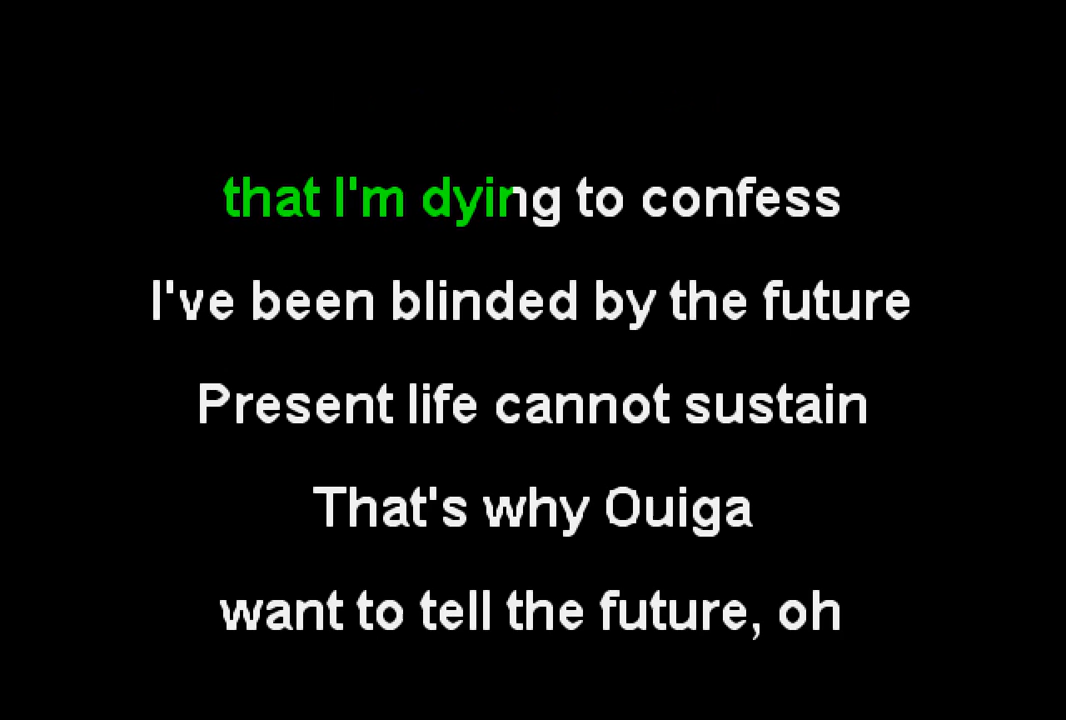 that I'm dying to confess
I've been blinded by the future
Present life cannot sustain
That's why Ouiga
want to tell the future, oh